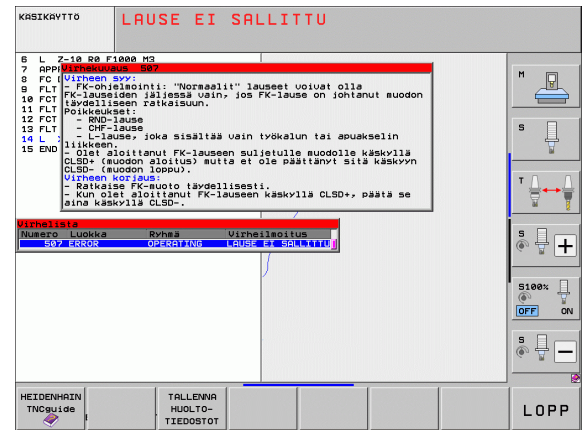 KÄSIKÄYTTÖ
LAUSE EI SALLITTU
6 L Z-10 R0 F1000 M3
7 APP
8 FC
9 FLT
10 FCT
11 FLT
12 FCT
13 FLT
14 L
15 END
Virhekuvaus 507
Virheen syy:
- FK-ohjelmointi: "Normaalit" lauseet voivat olla
FK-lauseiden jäljessä vain, jos FK-lause on johtanut muodon
täydelliseen ratkaisuun.
Poikkeukset:
- RND-lause
- CHF-lause
- L-lause, joka sisältää vain työkalun tai apuakselin
liikkeen.
- Olet aloittanut FK-lauseen suljetulle muodolle käskyllä
CLSD+ (muodon aloitus) mutta et ole päättänyt sitä käskyyn
CLSD- (muodon loppu).
Virheen korjaus:
- Ratkaise FK-muoto täydellisesti.
- Kun olet aloittanut FK-lauseen käskyllä CLSD+, päätä se
aina käskyllä CLSD-.
Virhelista
Numero Luokka Ryhmä Virheilmoitus
507 ERROR OPERATING LAUSE EI SALLITTU
M
S
T
S
S100%
OFF ON
S
HEIDENHAIN
TNCguide
TALLENNA
HUOLTO-
TIEDOSTOT
LOPP